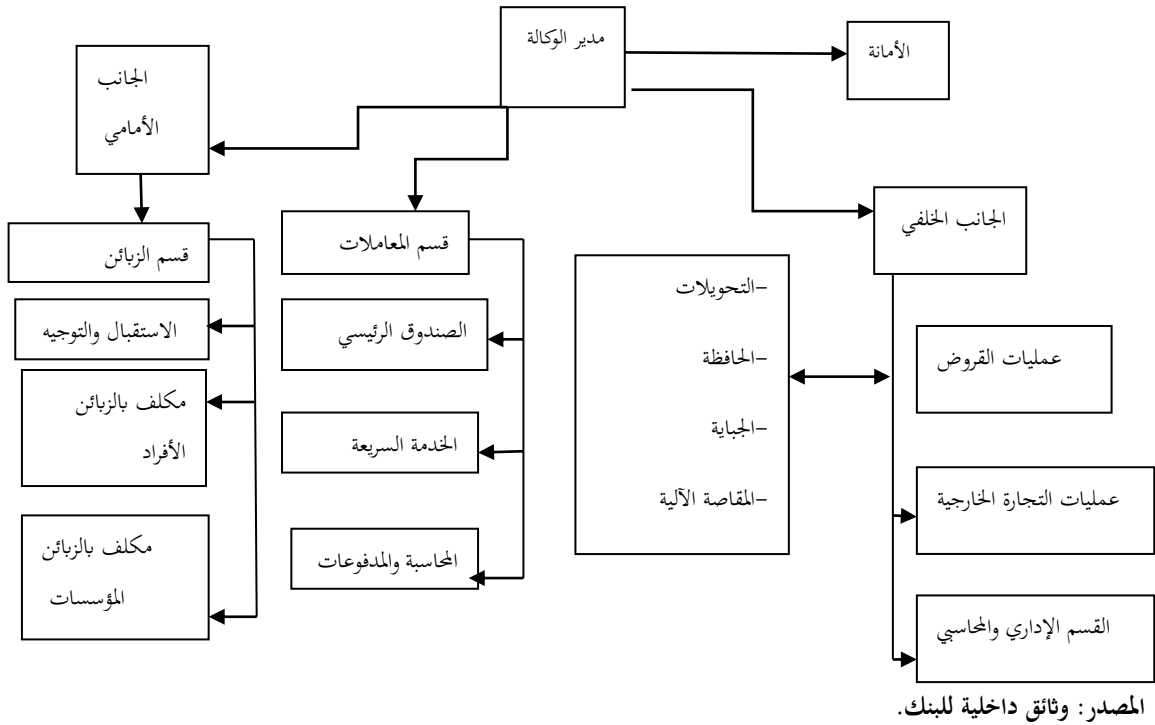 مدير الوكالة
الأمانة
الجانب
الأمامي
الجانب الخلفي
قسم المعاملات
قسم الزبائن
-التحويلات
-الحافظة
-الجباية
-المقاصة الآلية
عمليات القروض
عمليات التجارة الخارجية
القسم الإداري والمحاسبي
الصندوق الرئيسي
الخدمة السريعة
المحاسبة والمدفوعات
الاستقبال والتوجيه
مكلف بالزبائن
الأفراد
مكلف بالزبائن
المؤسسات
المصدر: وثائق داخلية للبنك.